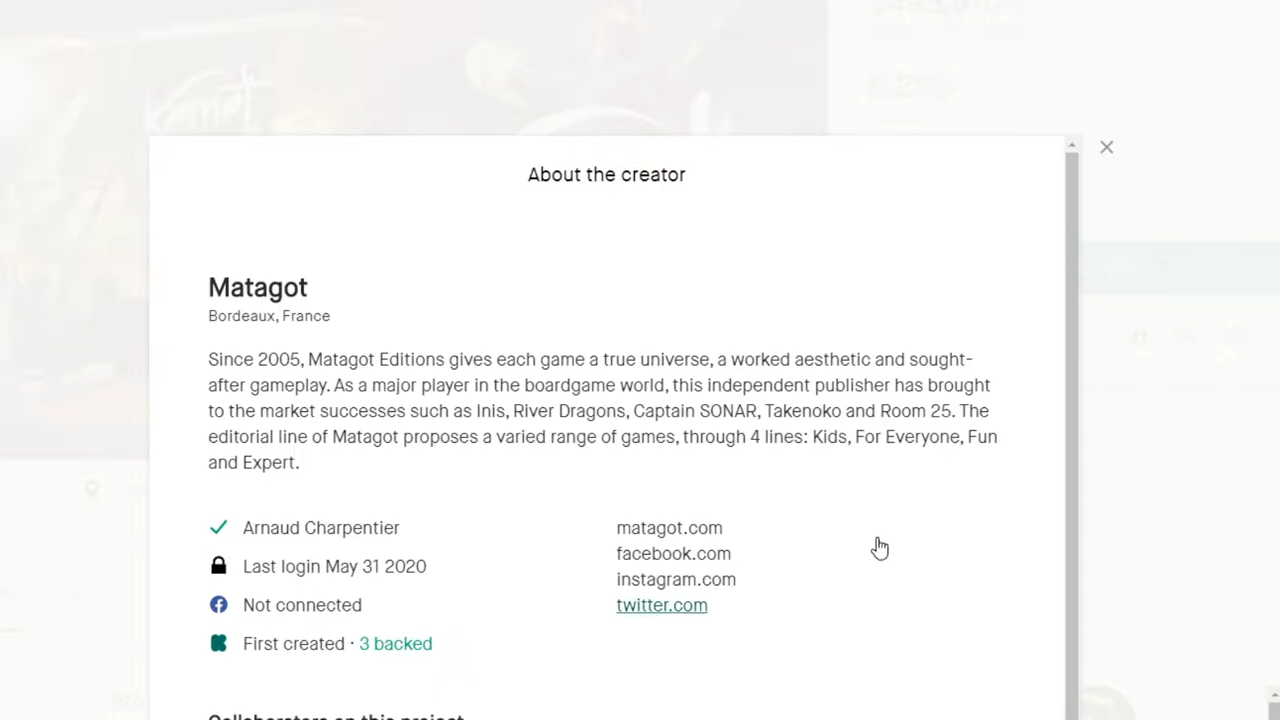 About the creator
Matagot
Bordeaux, France
Since 2005, Matagot Editions gives each game a true universe, a worked aesthetic and sought-
after gameplay. As a major player in the boardgame world, this independent publisher has brought
to the market successes such as Inis, River Dragons, Captain SONAR, Takenoko and Room 25. The
editorial line of Matagot proposes a varied range of games, through 4 lines: Kids, For Everyone, Fun
and Expert.
Arnaud Charpentier
Last login May 31 2020
Not connected
First created · 3 backed
matagot.com
facebook.com
instagram.com
twitter.com
Collaborators on this project